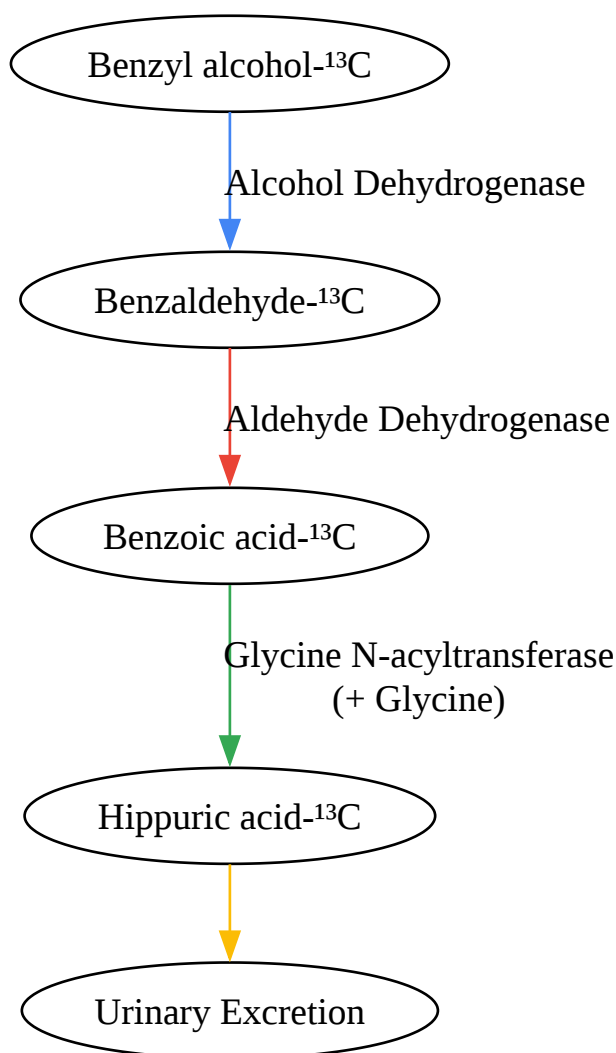 Benzyl alcohol-¹³C
Alcohol Dehydrogenase
Benzaldehyde-¹³C
Aldehyde Dehydrogenase
Benzoic acid-¹³C
Glycine N-acyltransferase
(+ Glycine)
Hippuric acid-¹³C
Urinary Excretion